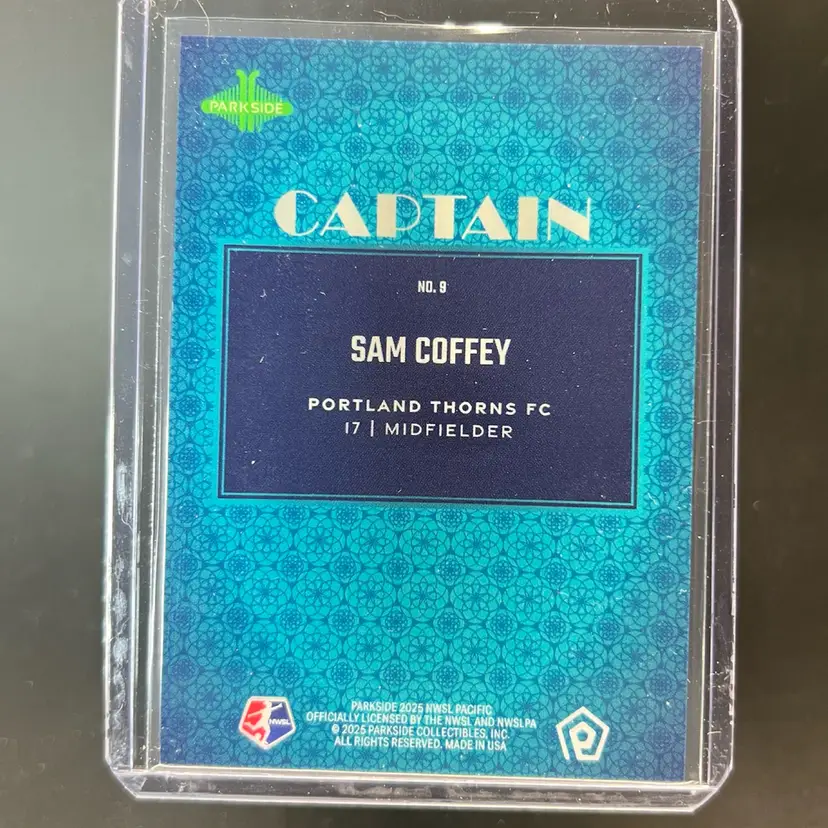 PARKSIDE
CAPTAIN
NO. 9
SAM COFFEY
PORTLAND THORNS FC
17 | MIDFIELDER
PARKSIDE 2025 NWSL PACIFIC
OFFICIALLY LICENSED BY THE NWSL AND NWSLPA
© 2025 PARKSIDE COLLECTIBLES, INC.
ALL RIGHTS RESERVED. MADE IN USA
NWSL